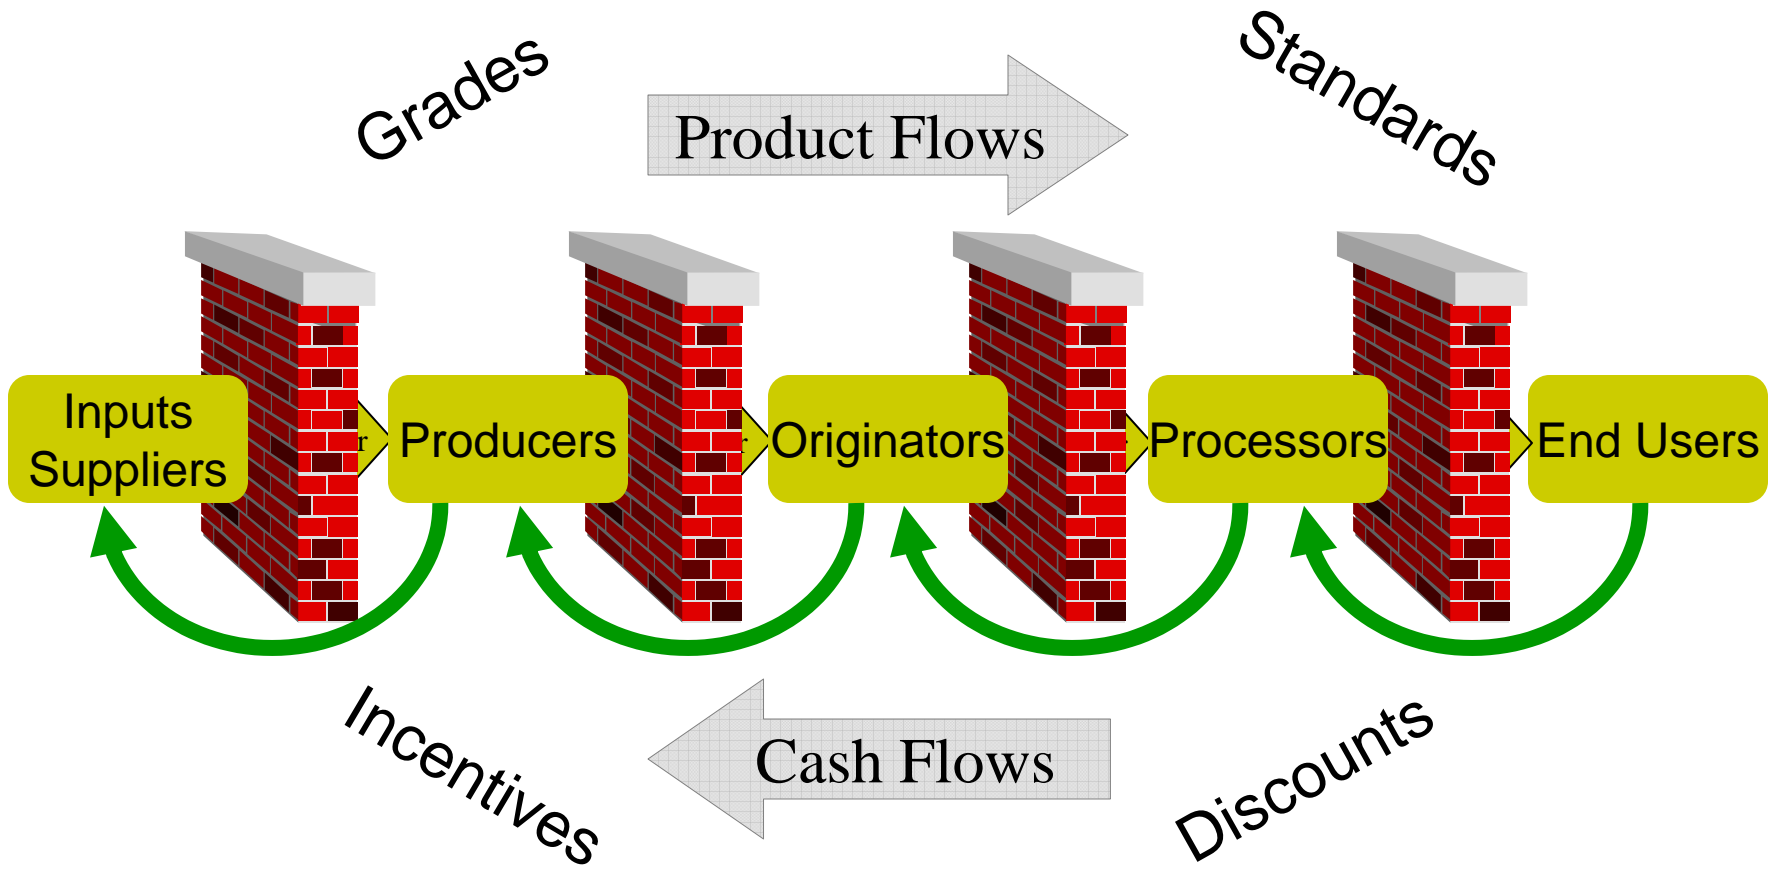 Grades
Standards
Product Flows
Inputs
Suppliers
r
Producers
r
Originators
Processors
End Users
Incentives
Cash Flows
Discounts